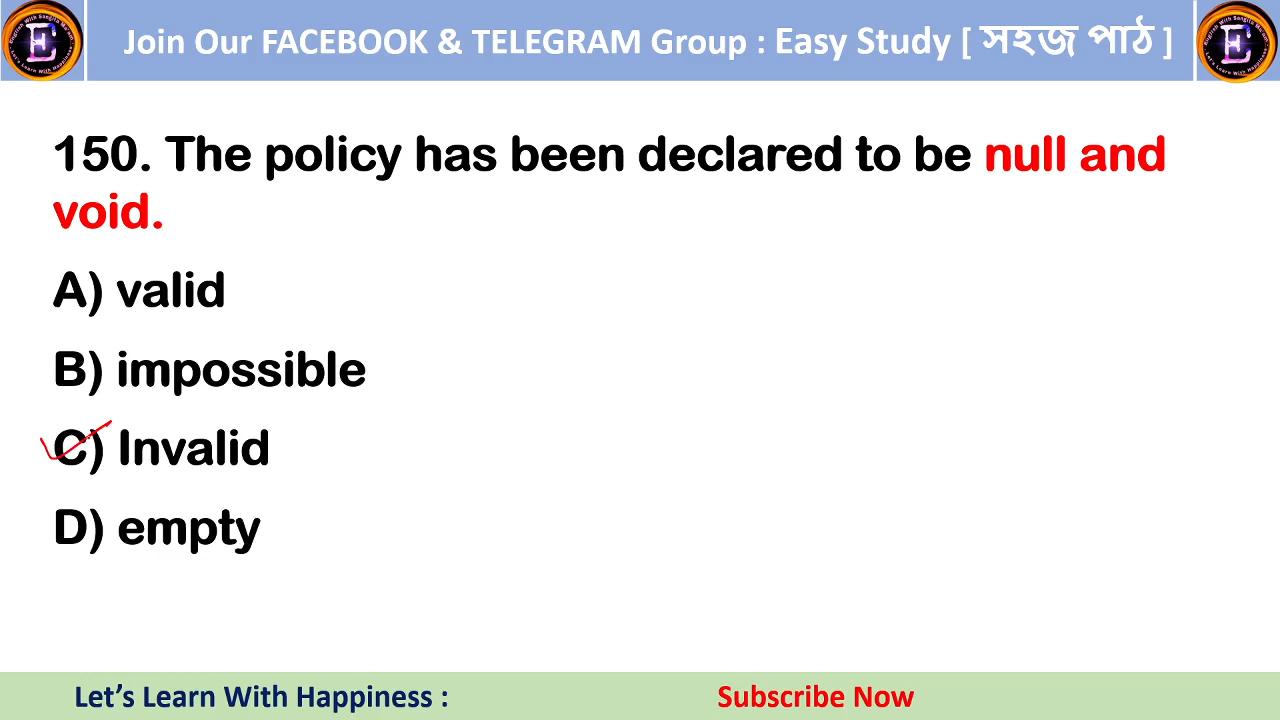 Join Our FACEBOOK & TELEGRAM Group : Easy Study [ সহজ পাঠ ]
150. The policy has been declared to be null and
void.
A) valid
B) impossible
C) Invalid
D) empty
Let's Learn With Happiness :
Subscribe Now